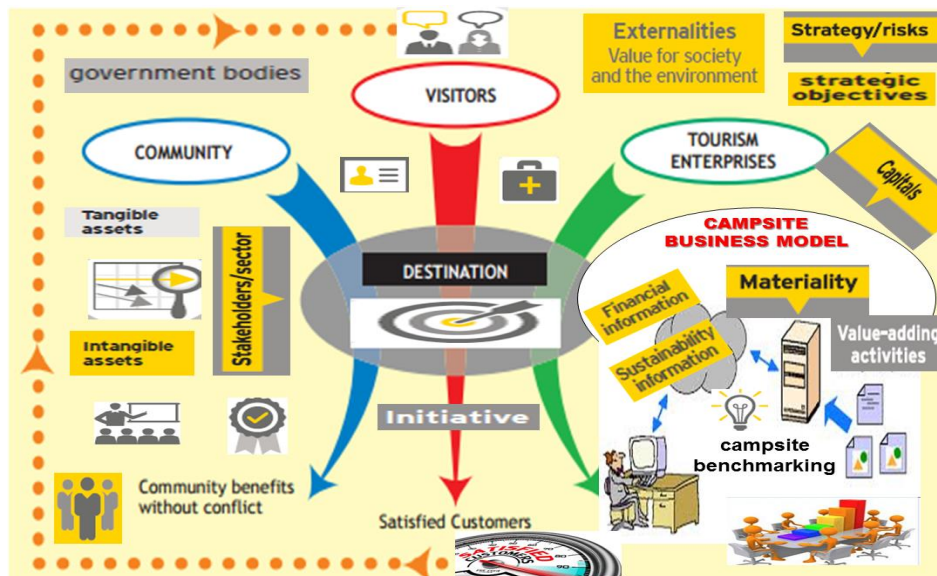 government bodies
VISITORS
Externalities
Value for society
and the environment
Strategy/risks
strategic
objectives
COMMUNITY
TOURISM
ENTERPRISES
Capitals
Tangible
assets
Stakeholders/sector
Intangible
assets
DESTINATION
CAMPSITE
BUSINESS MODEL
Materiality
Financial
information
Sustainability
information
Value-adding
activities
Initiative
campsite
benchmarking
Community benefits
without conflict
Satisfied Customers
SATISFIED
CUSTOMERS